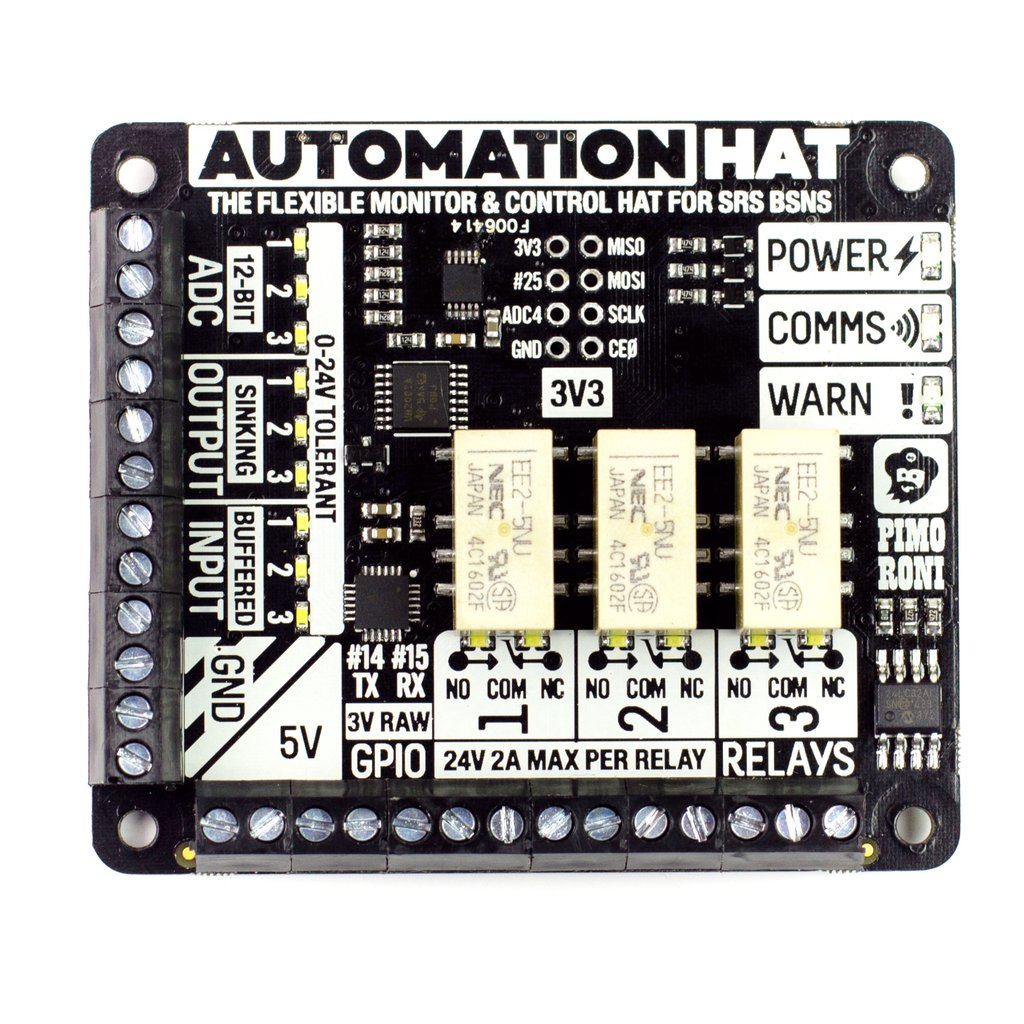 AUTOMATION HAT
THE FLEXIBLE MONITOR & CONTROL HAT FOR SRS BSNS
F006414
3V3 MISO
#25 MOSI
ADC4 SCLK
GND CEØ
3V3
POWER
COMMS
WARN !
12-BIT
ADC
1
2
3
SINKING
OUTPUT
1
2
3
BUFFERED
INPUT
1
2
3
0-24V TOLERANT
GND
5V
EE2-5NU
NEC
JAPAN 4C1602F
EE2-5NU
NEC
JAPAN 4C1602F
EE2-5NU
NEC
JAPAN 4C1602F
PIMO
RONI
#14 #15
TX RX
3V RAW
GPIO
NO COM NC
1
NO COM NC
2
NO COM NC
3
24V 2A MAX PER RELAY
RELAYS